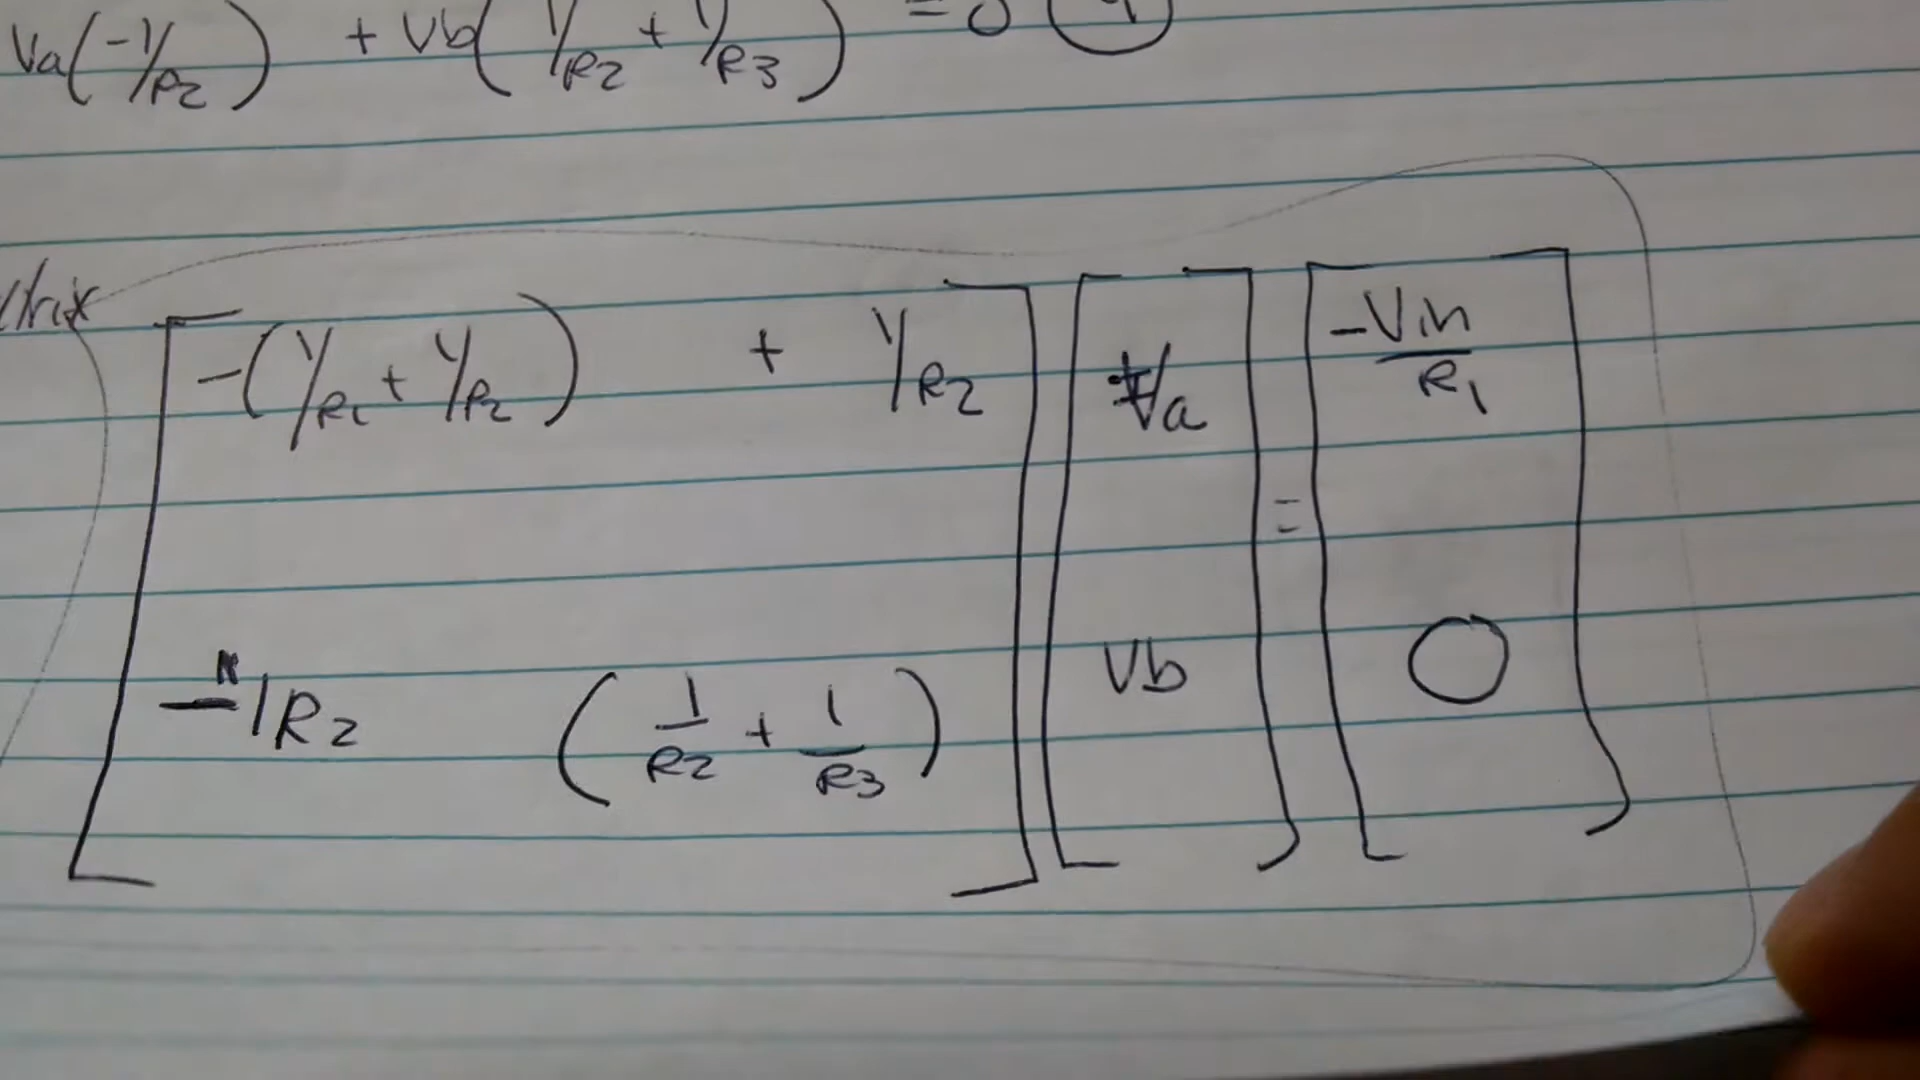 Va(-1/R2) + Vb(1/R2 + 1/R3) = 0
-(1/R1 + 1/R2) + 1/R2 Va = -Vin/R1
-1/R2 (1/R2 + 1/R3) Vb 0